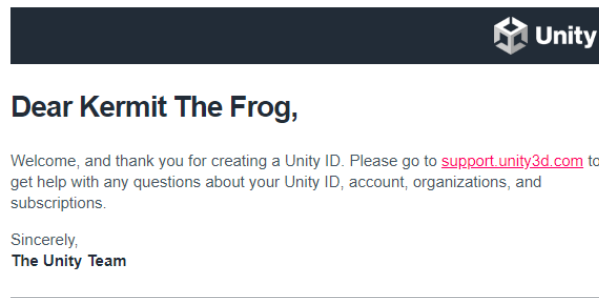 Unity
Dear Kermit The Frog,
Welcome, and thank you for creating a Unity ID. Please go to support.unity3d.com to
get help with any questions about your Unity ID, account, organizations, and
subscriptions.
Sincerely,
The Unity Team